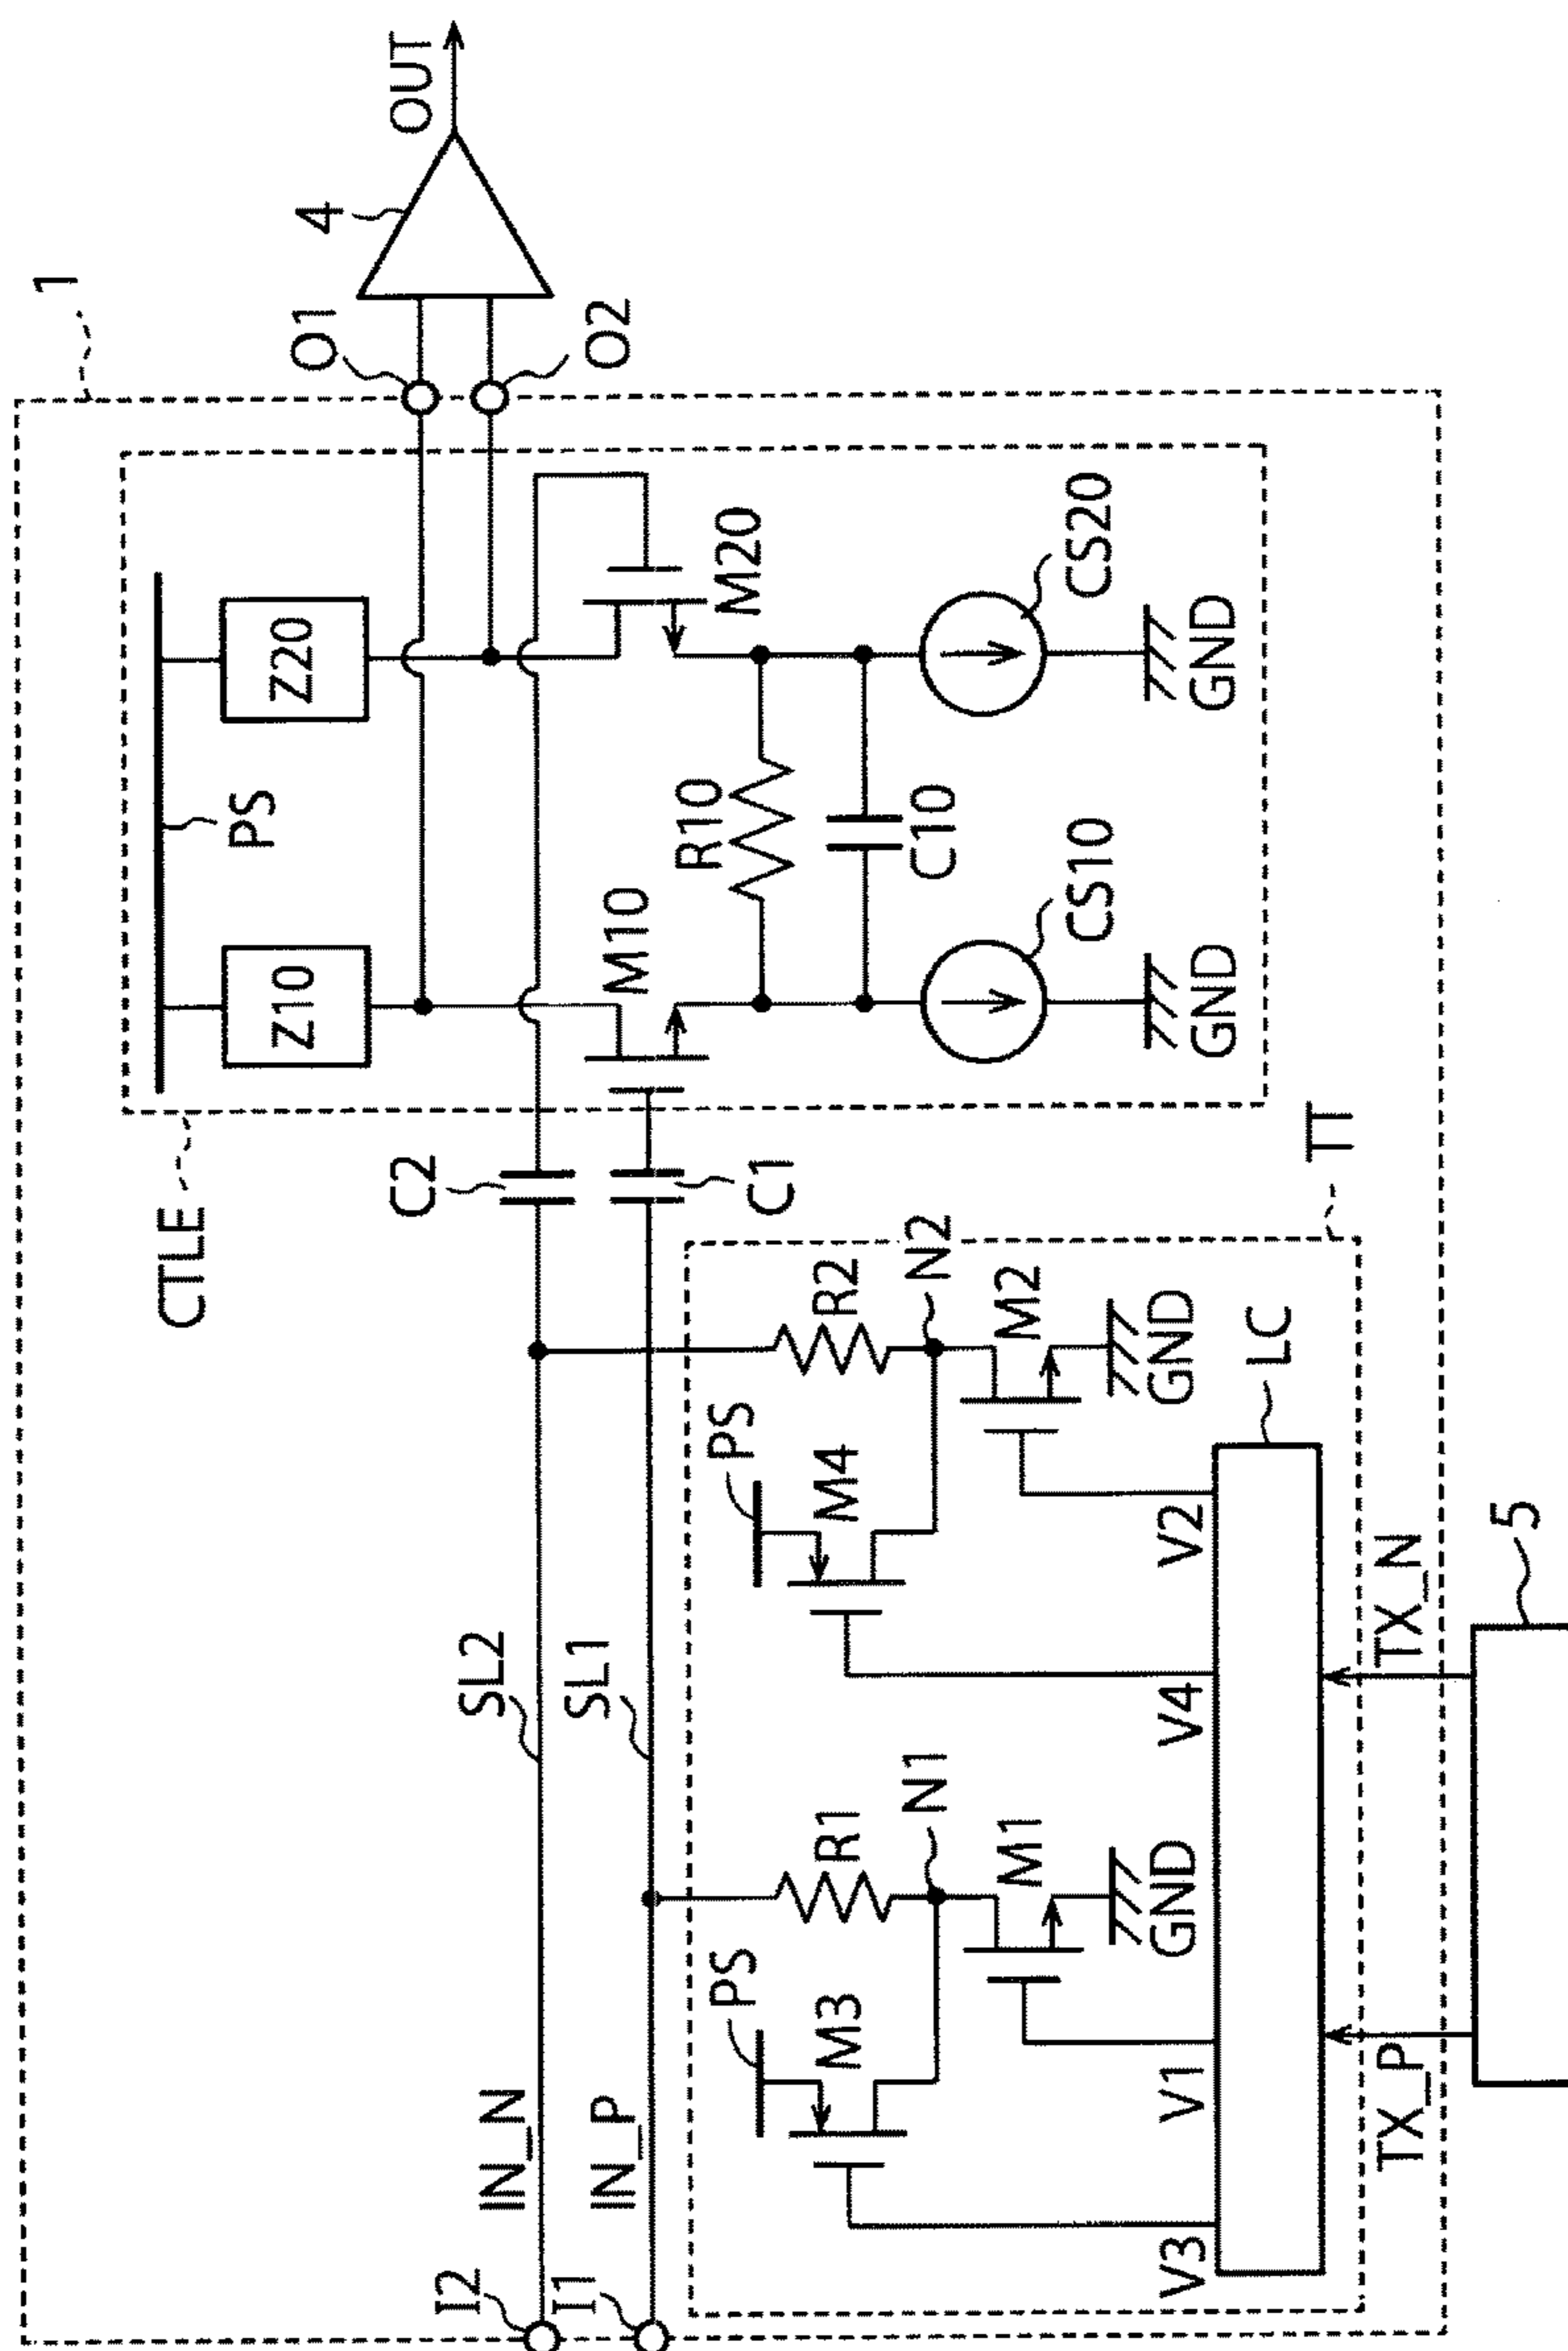 1
4
OUT
O1
O2
CTLE
PS
Z10
Z20
M10
M20
R10
C10
CS10
CS20
GND
GND
C2
C1
I2
IN_N
SL2
I1
IN_P
SL1
TT
PS
M3
R1
N1
M1
GND
PS
M4
R2
N2
M2
GND
V3
V1
V4
V2
LC
TX_P
TX_N
5